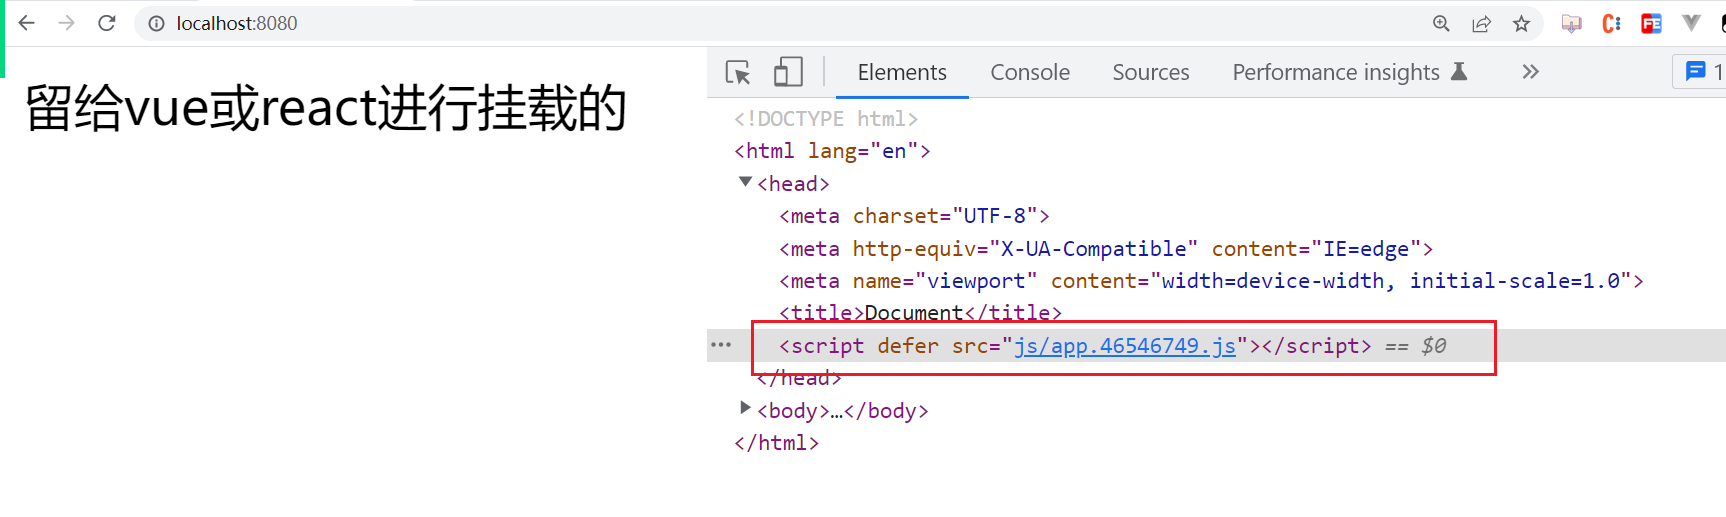 localhost:8080
留给vue或react进行挂载的
Elements Console Sources Performance insights 1
<!DOCTYPE html>
<html lang="en">
<head>
<meta charset="UTF-8">
<meta http-equiv="X-UA-Compatible" content="IE=edge">
<meta name="viewport" content="width=device-width, initial-scale=1.0">
<title>Document</title>
<script defer src="js/app.46546749.js"></script> == $0
</head>
<body>…</body>
</html>